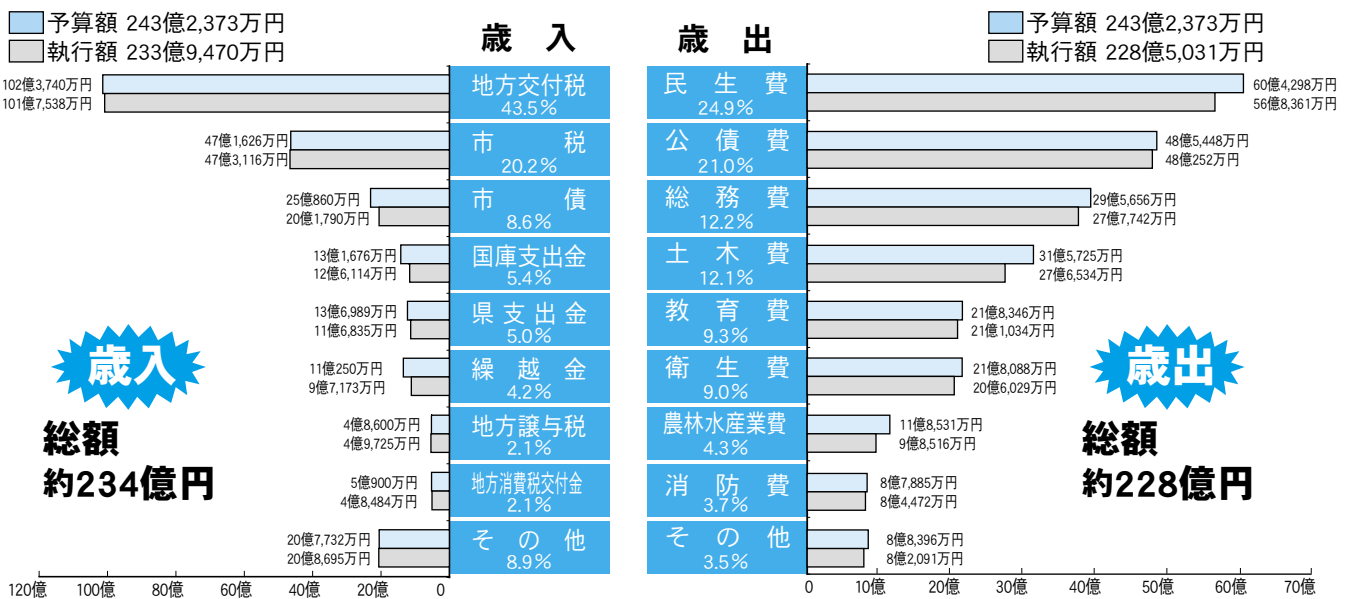 予算額 243億2,373万円
執行額 233億9,470万円
歳 入
102億3,740万円
101億7,538万円
地方交付税
43.5%
47億1,626万円
47億3,116万円
市 税
20.2%
25億860万円
20億1,790万円
市 債
8.6%
13億1,676万円
12億6,114万円
国庫支出金
5.4%
13億6,989万円
11億6,835万円
県支出金
5.0%
11億250万円
9億7,173万円
繰越金
4.2%
4億8,600万円
4億9,725万円
地方譲与税
2.1%
5億900万円
4億8,484万円
地方消費税交付金
2.1%
20億7,732万円
20億8,695万円
その他
8.9%
120億 100億 80億 60億 40億 20億 0
歳入
総額
約234億円
歳 出
予算額 243億2,373万円
執行額 228億5,031万円
民生費
24.9%
60億4,298万円
56億8,361万円
公債費
21.0%
48億5,448万円
48億252万円
総務費
12.2%
29億5,656万円
27億7,742万円
土木費
12.1%
31億5,725万円
27億6,534万円
教育費
9.3%
21億8,346万円
21億1,034万円
衛生費
9.0%
21億8,088万円
20億6,029万円
農林水産業費
4.3%
11億8,531万円
9億8,516万円
消防費
3.7%
8億7,885万円
8億4,472万円
その他
3.5%
8億8,396万円
8億2,091万円
0 10億 20億 30億 40億 50億 60億 70億
歳出
総額
約228億円